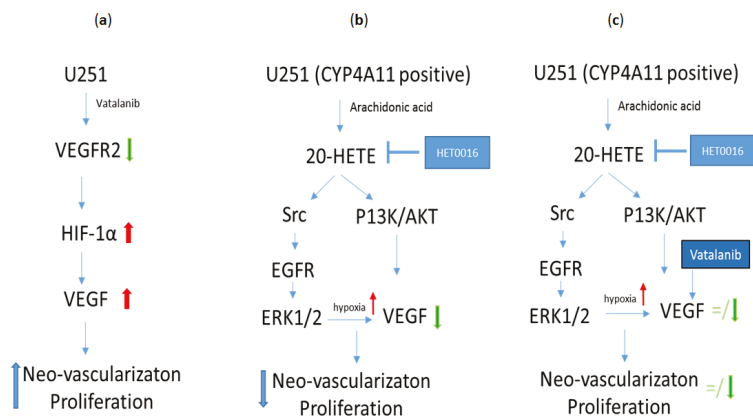 (a)
U251
Vatalanib
VEGFR2
HIF-1α
VEGF
Neo-vascularizaton
Proliferation
(b)
U251 (CYP4A11 positive)
Arachidonic acid
20-HETE
HET0016
Src
P13K/AKT
EGFR
ERK1/2
hypoxia
VEGF
Neo-vascularizaton
Proliferation
(c)
U251 (CYP4A11 positive)
Arachidonic acid
20-HETE
HET0016
Src
P13K/AKT
Vatalanib
EGFR
ERK1/2
hypoxia
VEGF =/
Neo-vascularizaton =/
Proliferation